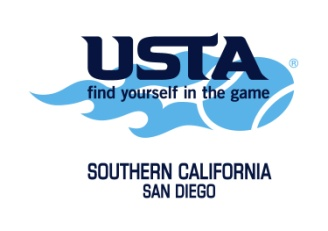 USTA
find yourself in the game
®
SOUTHERN CALIFORNIA
SAN DIEGO